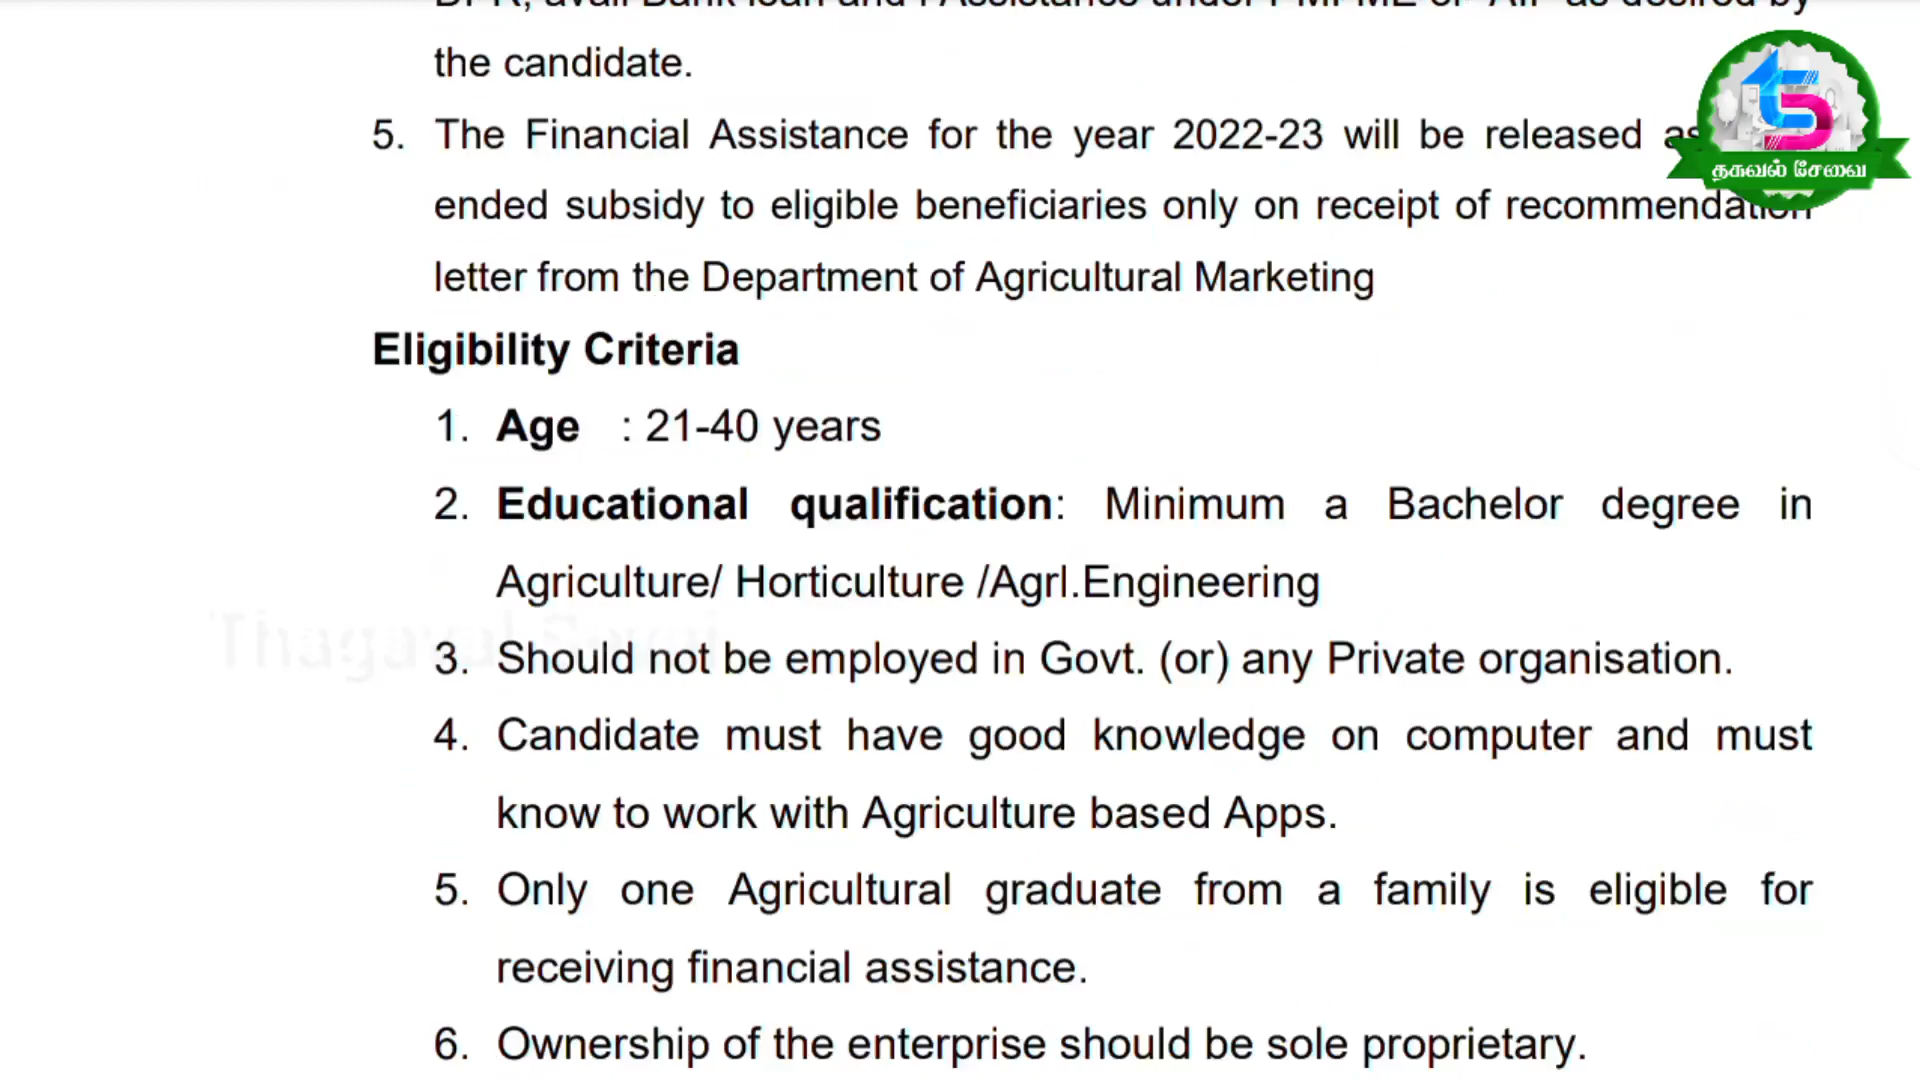 the candidate.
5. The Financial Assistance for the year 2022-23 will be released as
ended subsidy to eligible beneficiaries only on receipt of recommendation
letter from the Department of Agricultural Marketing
Eligibility Criteria
1. Age : 21-40 years
2. Educational qualification: Minimum a Bachelor degree in
Agriculture/ Horticulture /Agrl.Engineering
3. Should not be employed in Govt. (or) any Private organisation.
4. Candidate must have good knowledge on computer and must
know to work with Agriculture based Apps.
5. Only one Agricultural graduate from a family is eligible for
receiving financial assistance.
6. Ownership of the enterprise should be sole proprietary.
தகவல் சேவை